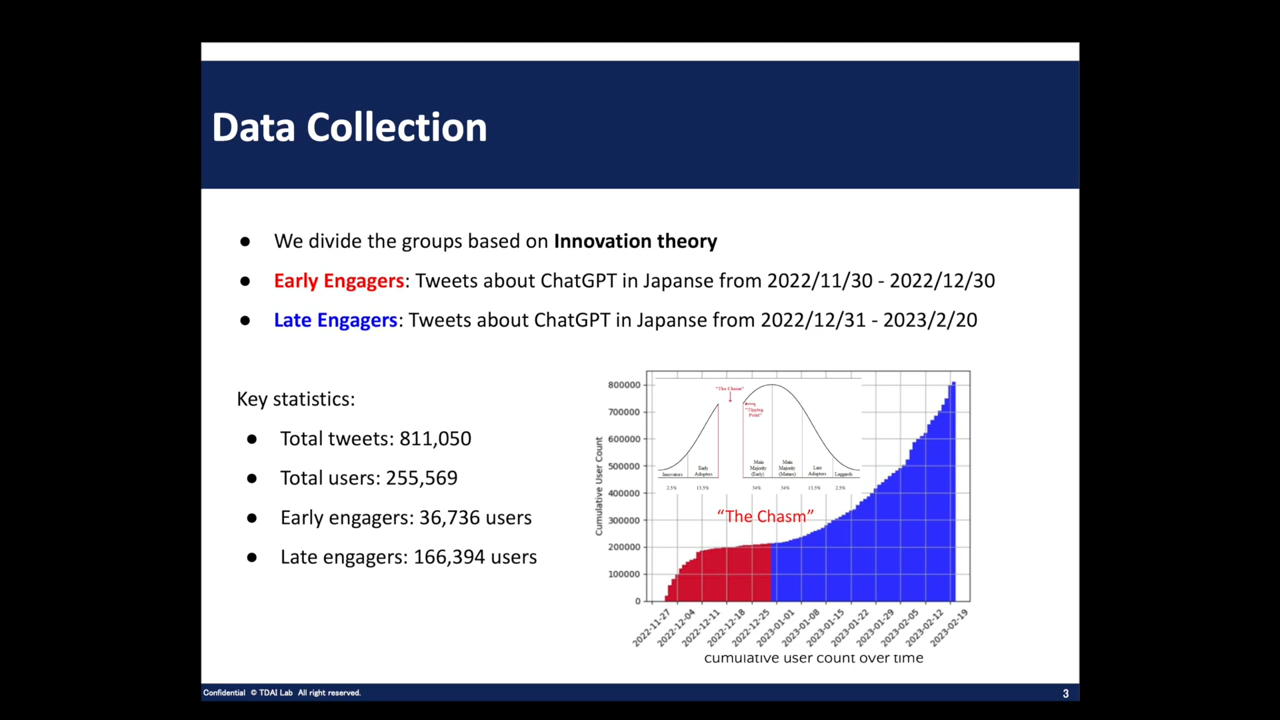 Data Collection
● We divide the groups based on Innovation theory
● Early Engagers: Tweets about ChatGPT in Japanse from 2022/11/30 - 2022/12/30
● Late Engagers: Tweets about ChatGPT in Japanse from 2022/12/31 - 2023/2/20
Key statistics:
● Total tweets: 811,050
● Total users: 255,569
● Early engagers: 36,736 users
● Late engagers: 166,394 users
Cumulative User Count
800000
700000
600000
500000
400000
300000
200000
100000
0
"The Chasm"
"Tipping
Point"
Innovators
Early
Adopters
Main
Majority
(Early)
Main
Majority
(Mature)
Late
Adopters
Laggards
2.5%
13.5%
34%
34%
13.5%
2.5%
“The Chasm”
2022-11-27
2022-12-04
2022-12-11
2022-12-18
2022-12-25
2023-01-01
2023-01-08
2023-01-15
2023-01-22
2023-01-29
2023-02-05
2023-02-12
2023-02-19
cumulative user count over time
Confidential © TDAI Lab All right reserved.
3